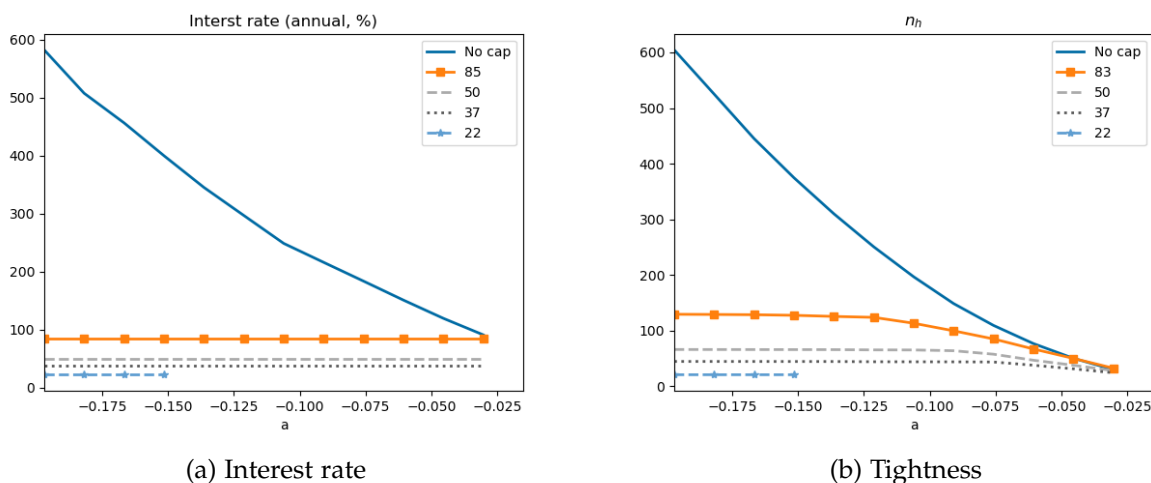 Interst rate (annual, %)
600
500
400
300
200
100
0
No cap
85
50
37
22
−0.175 −0.150 −0.125 −0.100 −0.075 −0.050 −0.025
a
(a) Interest rate
n_h
600
500
400
300
200
100
0
No cap
83
50
37
22
−0.175 −0.150 −0.125 −0.100 −0.075 −0.050 −0.025
a
(b) Tightness